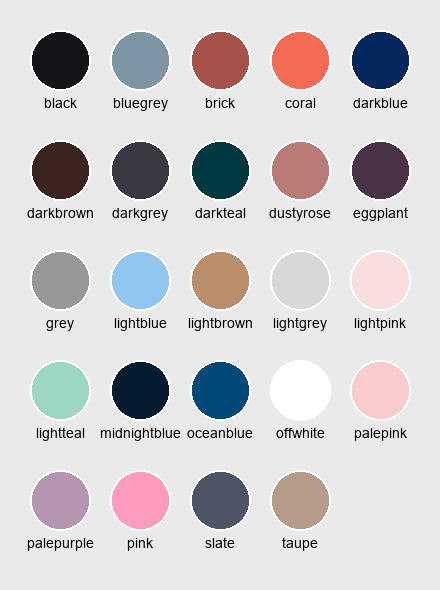 black bluegrey brick coral darkblue
darkbrown darkgrey darkteal dustyrose eggplant
grey lightblue lightbrown lightgrey lightpink
lightteal midnightblue oceanblue offwhite palepink
palepurple pink slate taupe